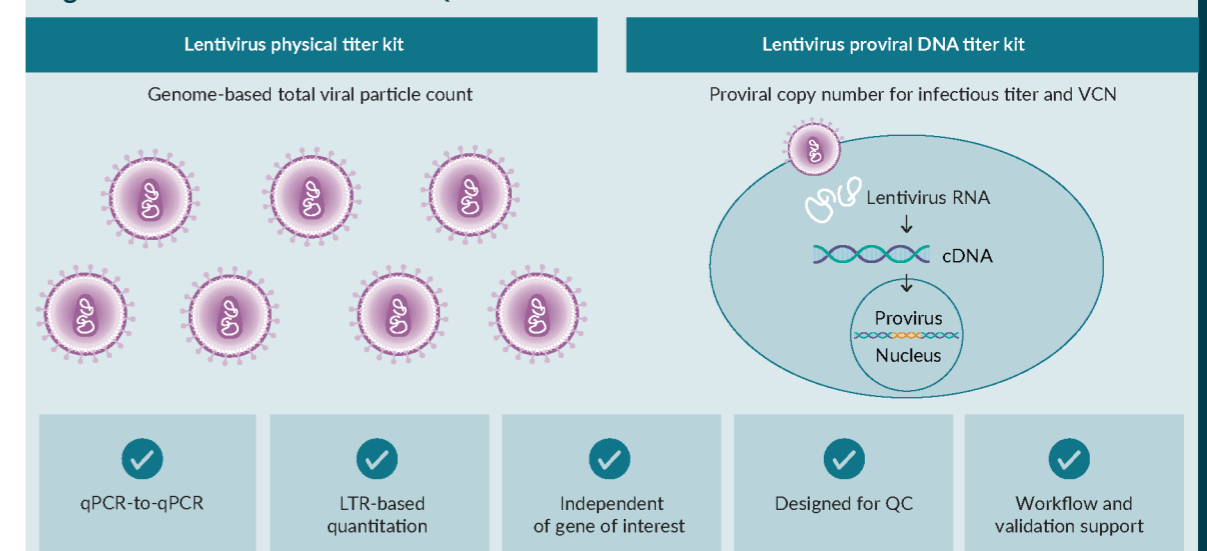 Lentivirus physical titer kit
Lentivirus proviral DNA titer kit
Genome-based total viral particle count
Proviral copy number for infectious titer and VCN
Lentivirus RNA
cDNA
Provirus
Nucleus
qPCR-to-qPCR
LTR-based
quantitation
Independent
of gene of interest
Designed for QC
Workflow and
validation support